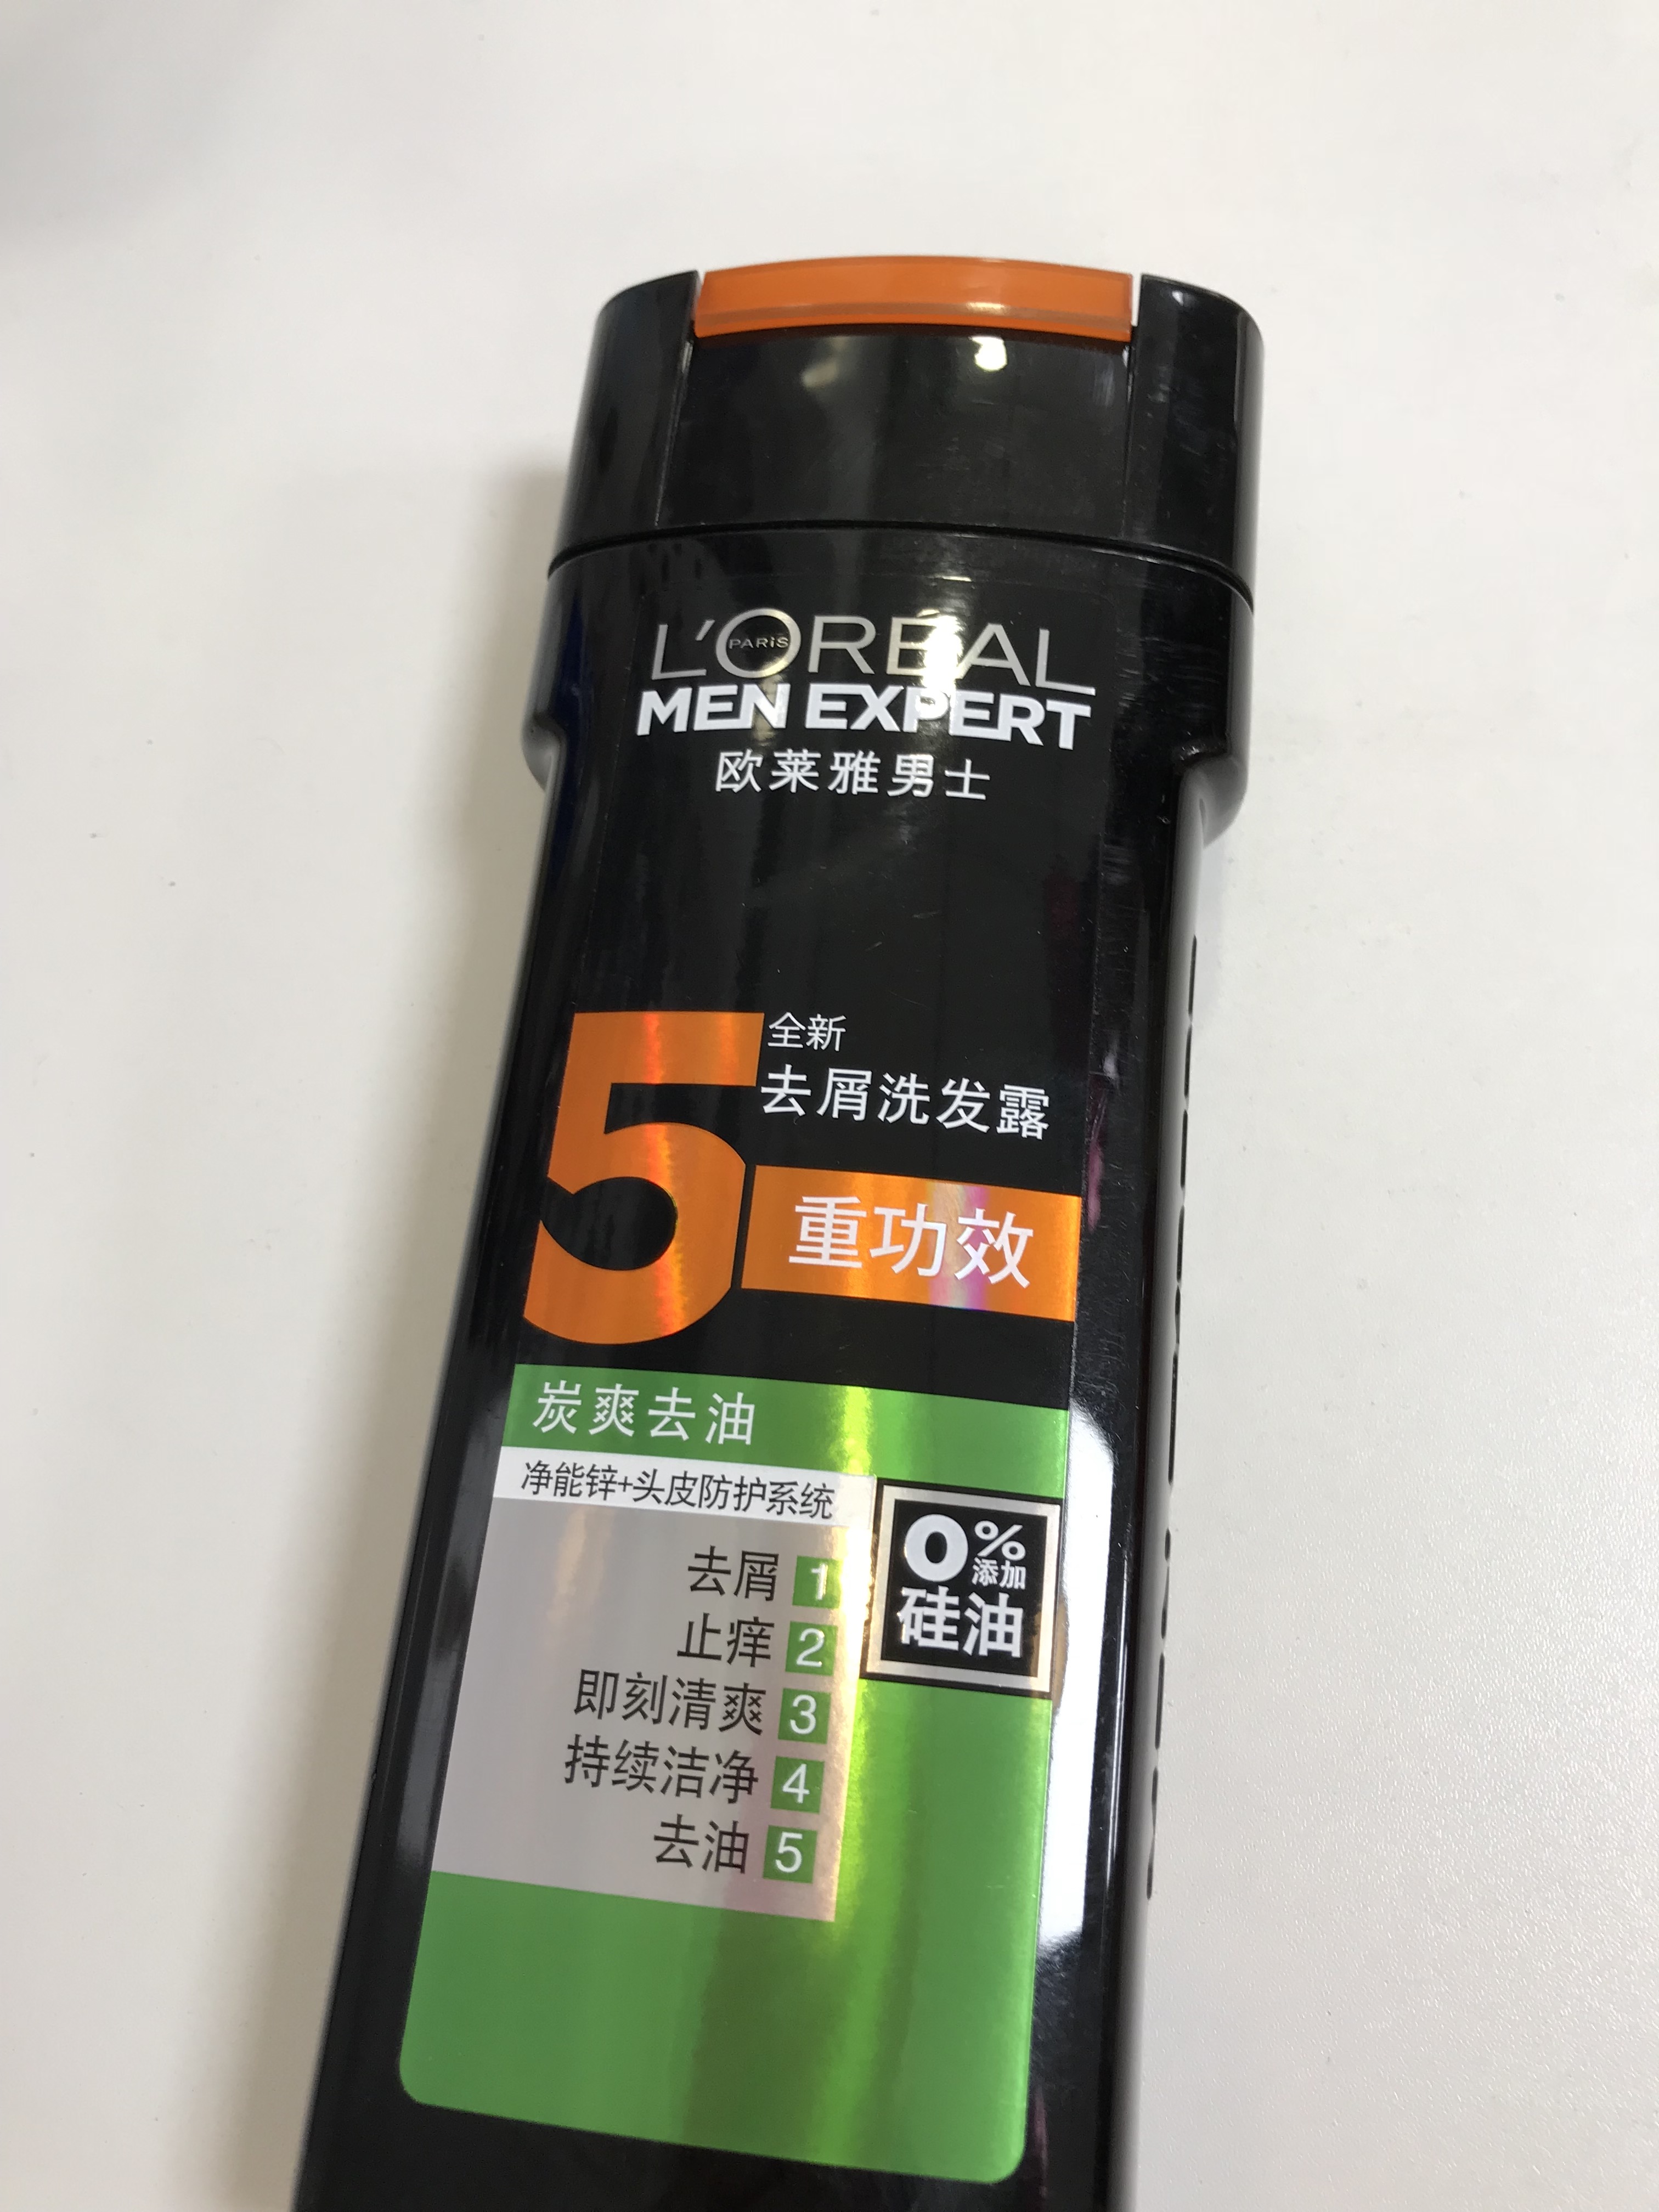 L'ORÉAL
PARIS
MEN EXPERT
欧莱雅男士
全新
去屑洗发露
5重功效
炭爽去油
净能锌+头皮防护系统
0%添加
硅油
去屑 1
止痒 2
即刻清爽 3
持续洁净 4
去油 5